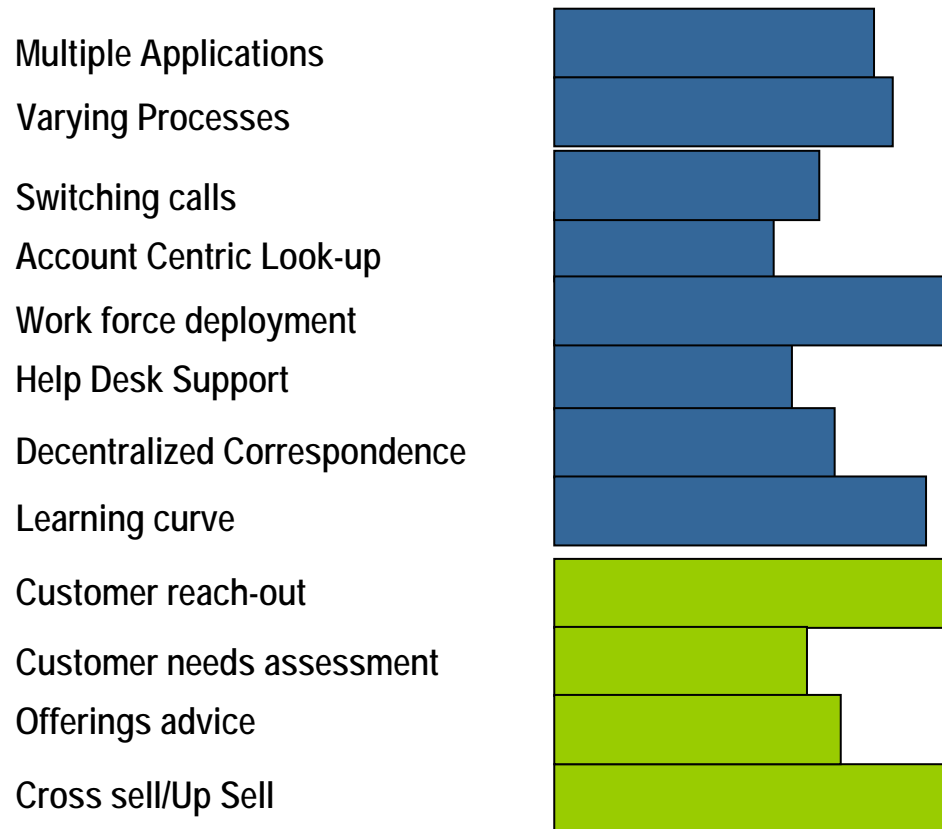 Multiple Applications
Varying Processes
Switching calls
Account Centric Look-up
Work force deployment
Help Desk Support
Decentralized Correspondence
Learning curve
Customer reach-out
Customer needs assessment
Offerings advice
Cross sell/Up Sell